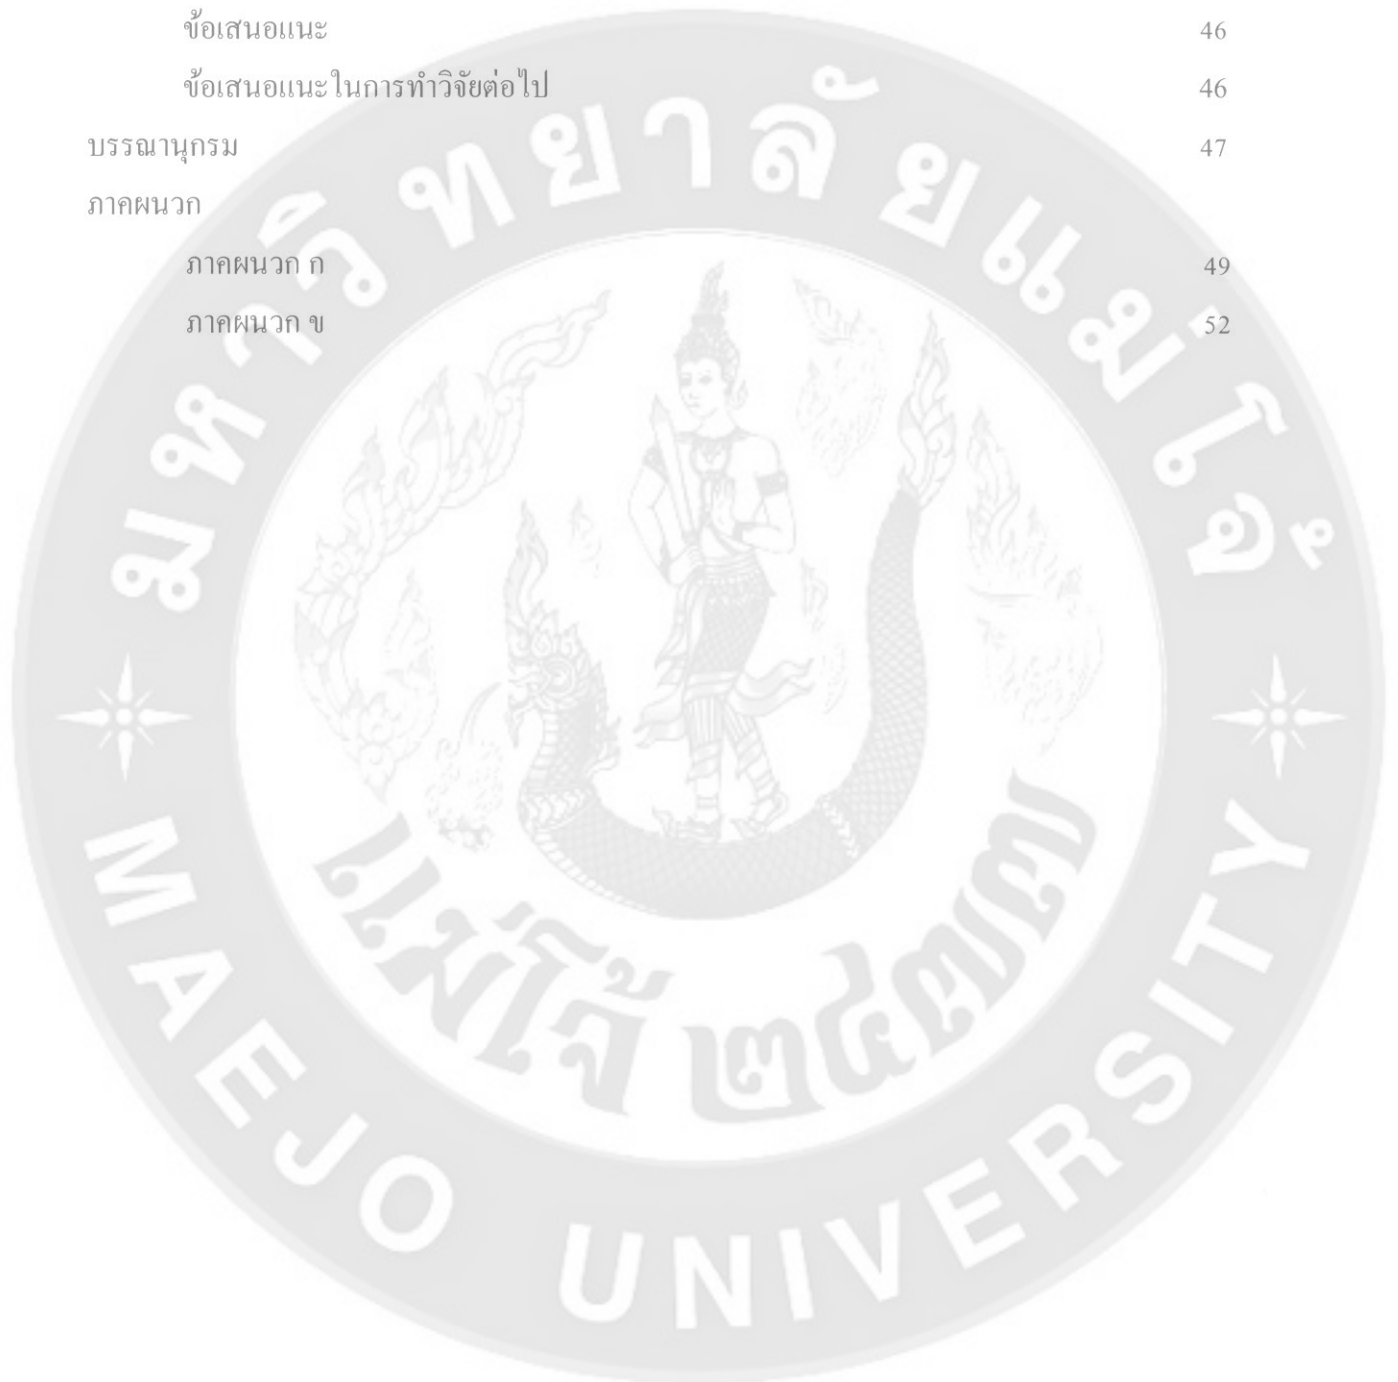 ข้อเสนอแนะ 46
ข้อเสนอแนะในการทำวิจัยต่อไป 46
บรรณานุกรม 47
ภาคผนวก
ภาคผนวก ก 49
ภาคผนวก ข 52
มหาวิทยาลัยแม่โจ้
แม่โจ้ ๒๔๗๗
MAEJO UNIVERSITY